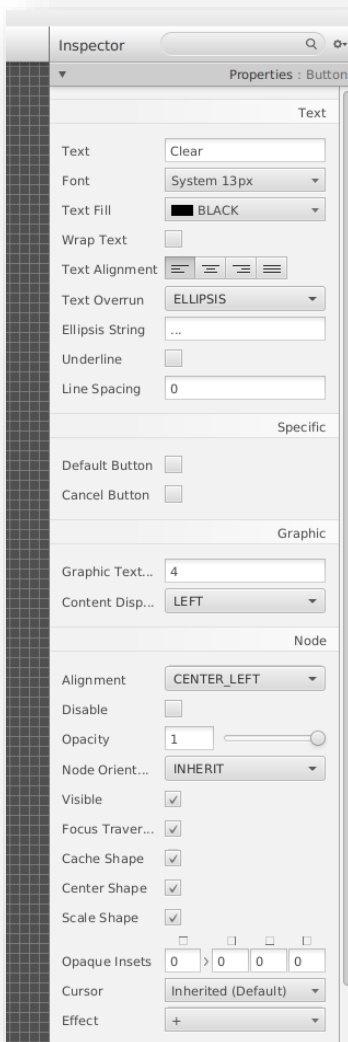 Inspector
Properties : Button
Text
Text Clear
Font System 13px
Text Fill BLACK
Wrap Text
Text Alignment
Text Overrun ELLIPSIS
Ellipsis String ...
Underline
Line Spacing 0
Specific
Default Button
Cancel Button
Graphic
Graphic Text... 4
Content Disp... LEFT
Node
Alignment CENTER_LEFT
Disable
Opacity 1
Node Orient... INHERIT
Visible
Focus Traver...
Cache Shape
Center Shape
Scale Shape
Opaque Insets 0 0 0 0
Cursor Inherited (Default)
Effect +